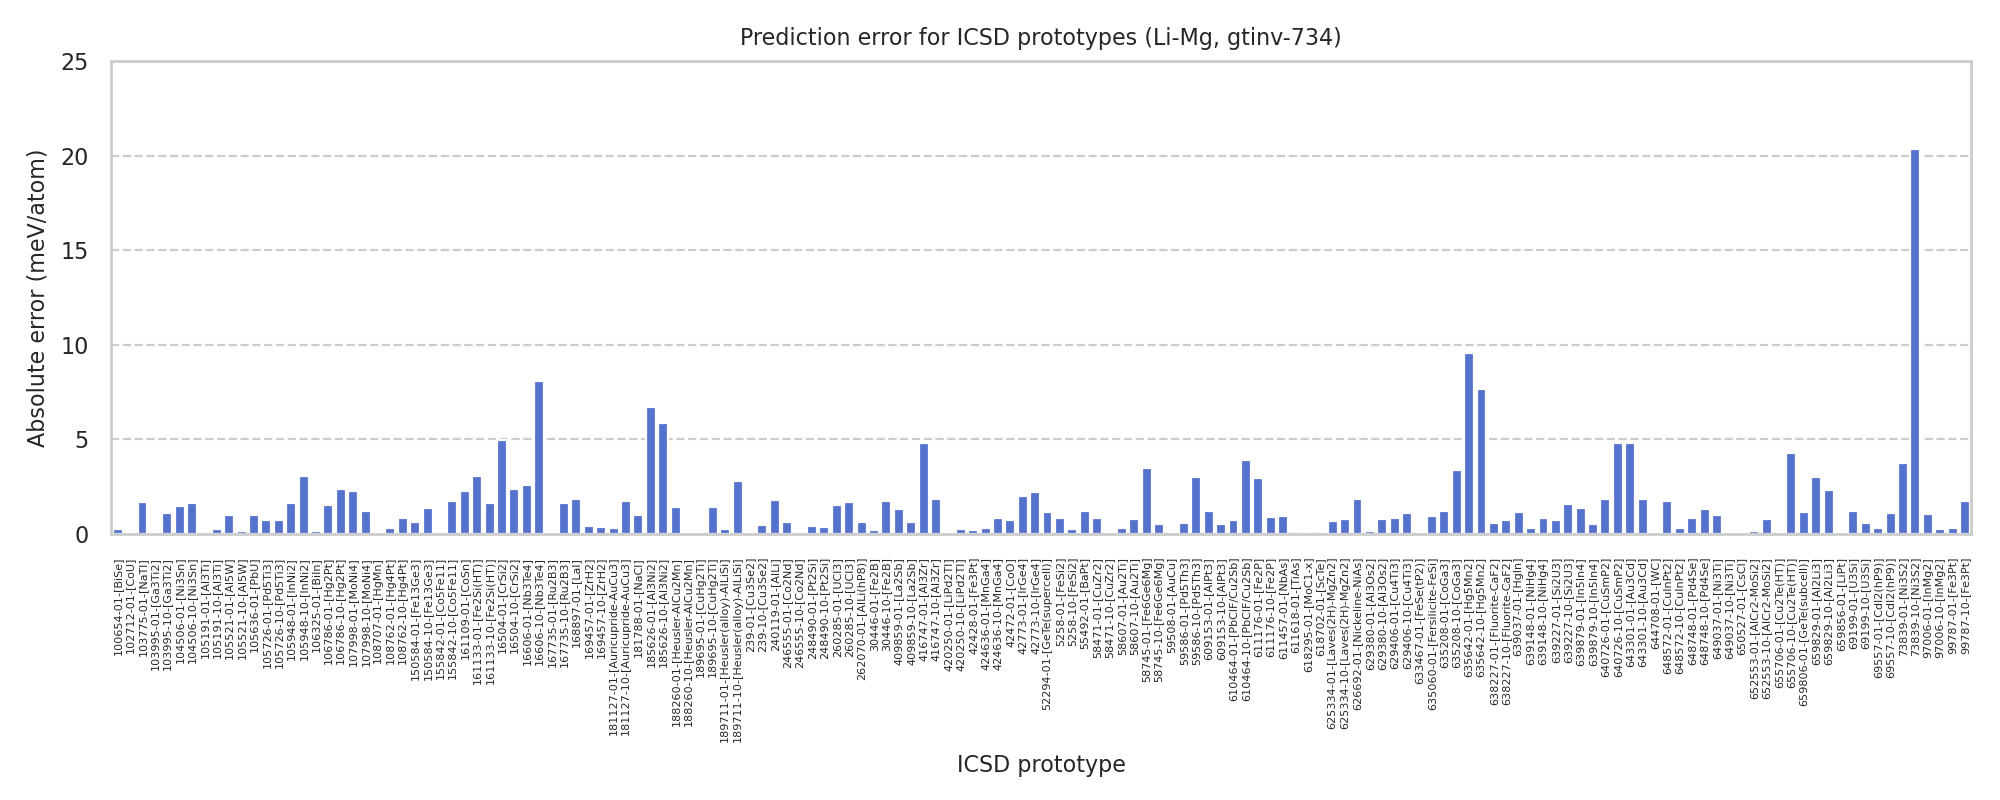 Prediction error for ICSD prototypes (Li-Mg, gtinv-734)
Absolute error (meV/atom)
25
20
15
10
5
0
100654-01-[BiSe]
102712-01-[CoU]
103775-01-[NaTl]
103995-01-[Ga3Ti2]
103995-10-[Ga3Ti2]
104506-01-[Ni3Sn]
104506-10-[Ni3Sn]
105191-01-[Al3Ti]
105191-10-[Al3Ti]
105521-01-[Al5W]
105521-10-[Al5W]
105636-01-[PbU]
105726-01-[Pd5Ti3]
105726-10-[Pd5Ti3]
105948-01-[InNi2]
105948-10-[InNi2]
106325-01-[BiIn]
106786-01-[Hg2Pt]
106786-10-[Hg2Pt]
107998-01-[MoNi4]
107998-10-[MoNi4]
108707-01-[HgMn]
108762-01-[Hg4Pt]
108762-10-[Hg4Pt]
150584-01-[Fe13Ge3]
150584-10-[Fe13Ge3]
155842-01-[Co5Fe11]
155842-10-[Co5Fe11]
161109-01-[CoSn]
161133-01-[Fe2Si(HT)]
161133-10-[Fe2Si(HT)]
16504-01-[CrSi2]
16504-10-[CrSi2]
16606-01-[Nb3Te4]
16606-10-[Nb3Te4]
167735-01-[Ru2B3]
167735-10-[Ru2B3]
168897-01-[LaI]
169457-01-[ZrH2]
169457-10-[ZrH2]
181127-01-[Auricupride-AuCu3]
181127-10-[Auricupride-AuCu3]
181788-01-[NaCl]
185626-01-[Al3Ni2]
185626-10-[Al3Ni2]
188260-01-[Heusler-AlCu2Mn]
188260-10-[Heusler-AlCu2Mn]
189695-01-[CuHg2Ti]
189695-10-[CuHg2Ti]
189711-01-[Heusler(alloy)-AlLiSi]
189711-10-[Heusler(alloy)-AlLiSi]
239-01-[Cu3Se2]
239-10-[Cu3Se2]
240119-01-[AlLi]
246555-01-[Co2Nd]
246555-10-[Co2Nd]
248490-01-[Pt2Si]
248490-10-[Pt2Si]
260285-01-[UCl3]
260285-10-[UCl3]
262070-01-[AlLi(hP8)]
30446-01-[Fe2B]
30446-10-[Fe2B]
409859-01-[La2Sb]
409859-10-[La2Sb]
416747-01-[Al3Zr]
416747-10-[Al3Zr]
420250-01-[LiPd2Tl]
420250-10-[LiPd2Tl]
42428-01-[Fe3Pt]
424636-01-[MnGa4]
424636-10-[MnGa4]
42472-01-[CoO]
42773-01-[IrGe4]
42773-10-[IrGe4]
52294-01-[GeTe(supercell)]
5258-01-[FeSi2]
5258-10-[FeSi2]
55492-01-[BaPt]
58471-01-[CuZr2]
58471-10-[CuZr2]
58607-01-[Au2Ti]
58607-10-[Au2Ti]
58745-01-[Fe6Ge6Mg]
58745-10-[Fe6Ge6Mg]
59508-01-[AuCu]
59586-01-[Pd5Th3]
59586-10-[Pd5Th3]
609153-01-[AlPt3]
609153-10-[AlPt3]
610464-01-[PbClF/Cu2Sb]
610464-10-[PbClF/Cu2Sb]
611176-01-[Fe2P]
611176-10-[Fe2P]
611457-01-[NbAs]
611618-01-[TiAs]
618295-01-[MoC1-x]
618702-01-[ScTe]
625334-01-[Laves(2H)-MgZn2]
625334-10-[Laves(2H)-MgZn2]
626692-01-[Nickeline-NiAs]
629380-01-[Al3Os2]
629380-10-[Al3Os2]
629406-01-[Cu4Ti3]
629406-10-[Cu4Ti3]
633467-01-[FeSe(tP2)]
635060-01-[Fersilicite-FeSi]
635208-01-[CoGa3]
635208-10-[CoGa3]
635642-01-[Hg5Mn2]
635642-10-[Hg5Mn2]
638227-01-[Fluorite-CaF2]
638227-10-[Fluorite-CaF2]
639037-01-[HgIn]
639148-01-[NiHg4]
639148-10-[NiHg4]
639227-01-[Si2U3]
639227-10-[Si2U3]
639879-01-[In5In4]
639879-10-[In5In4]
640726-01-[CuSmP2]
640726-10-[CuSmP2]
643301-01-[Au3Cd]
643301-10-[Au3Cd]
644708-01-[WC]
648572-01-[CuInPt2]
648572-10-[CuInPt2]
648748-01-[Pd4Se]
648748-10-[Pd4Se]
649037-01-[Ni3Ti]
649037-10-[Ni3Ti]
650527-01-[CsCl]
652553-01-[AlCr2-MoSi2]
652553-10-[AlCr2-MoSi2]
655706-01-[Cu2Te(HT)]
655706-10-[Cu2Te(HT)]
659806-01-[GeTe(subcell)]
659829-01-[Al2Li3]
659829-10-[Al2Li3]
659856-01-[LiPt]
69199-01-[U3Si]
69199-10-[U3Si]
69557-01-[CdI2(hP9)]
69557-10-[CdI2(hP9)]
73839-01-[Ni3S2]
73839-10-[Ni3S2]
97006-01-[InMg2]
97006-10-[InMg2]
99787-01-[Fe3Pt]
99787-10-[Fe3Pt]
ICSD prototype